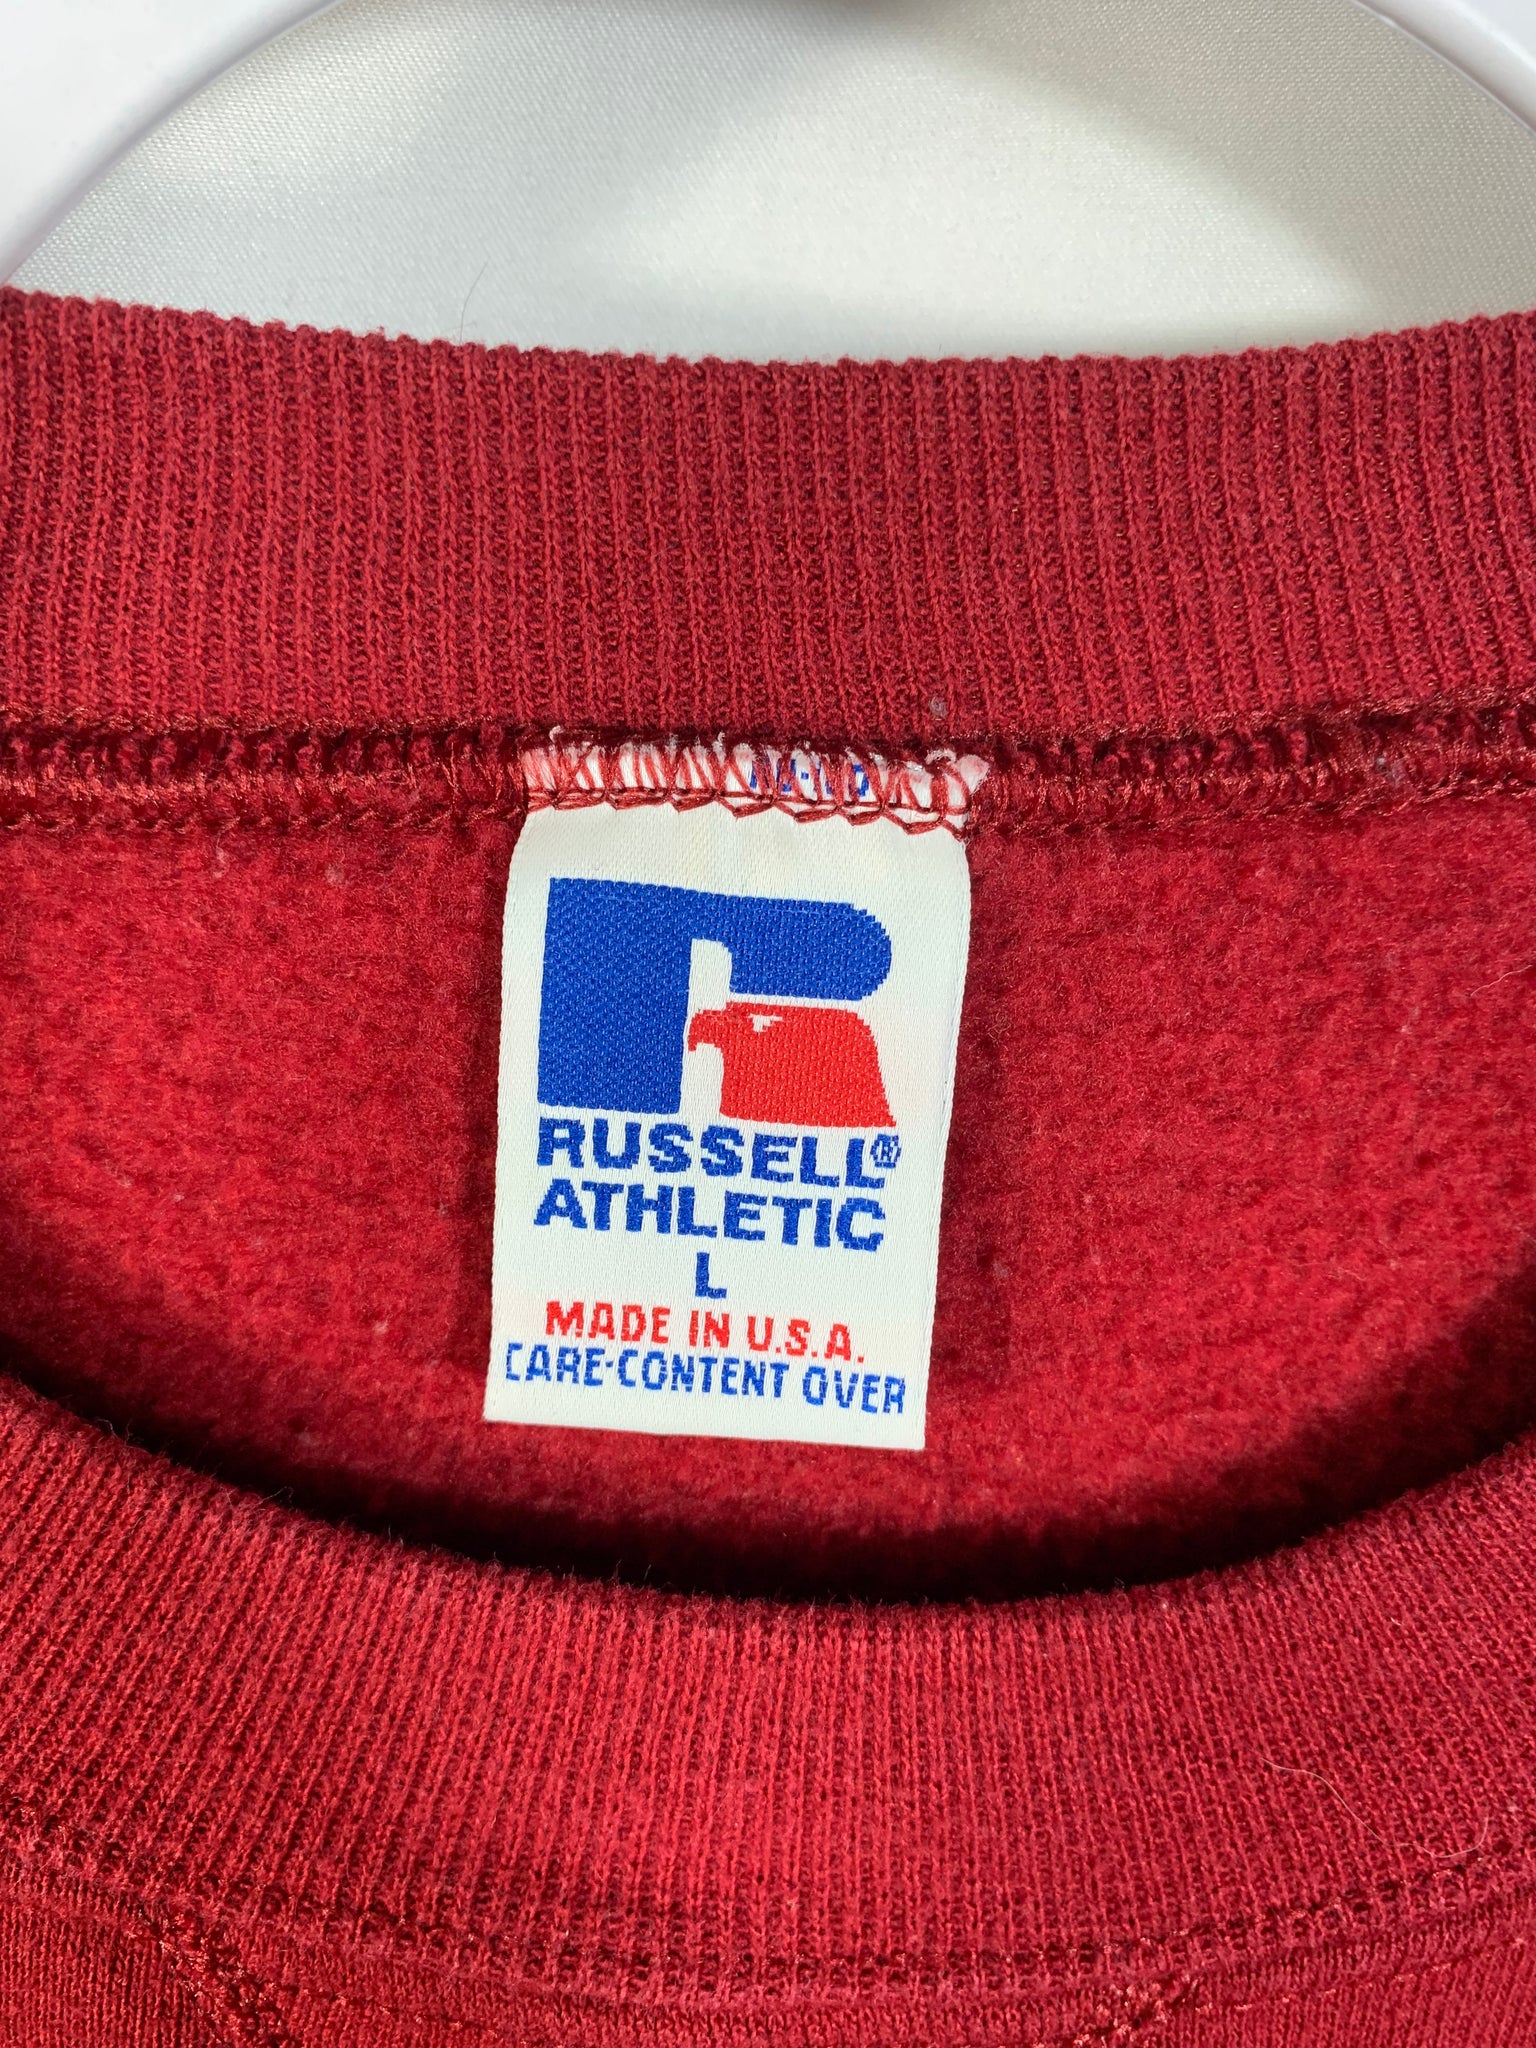 RUSSELL®
ATHLETIC
L
MADE IN U.S.A.
CARE-CONTENT OVER